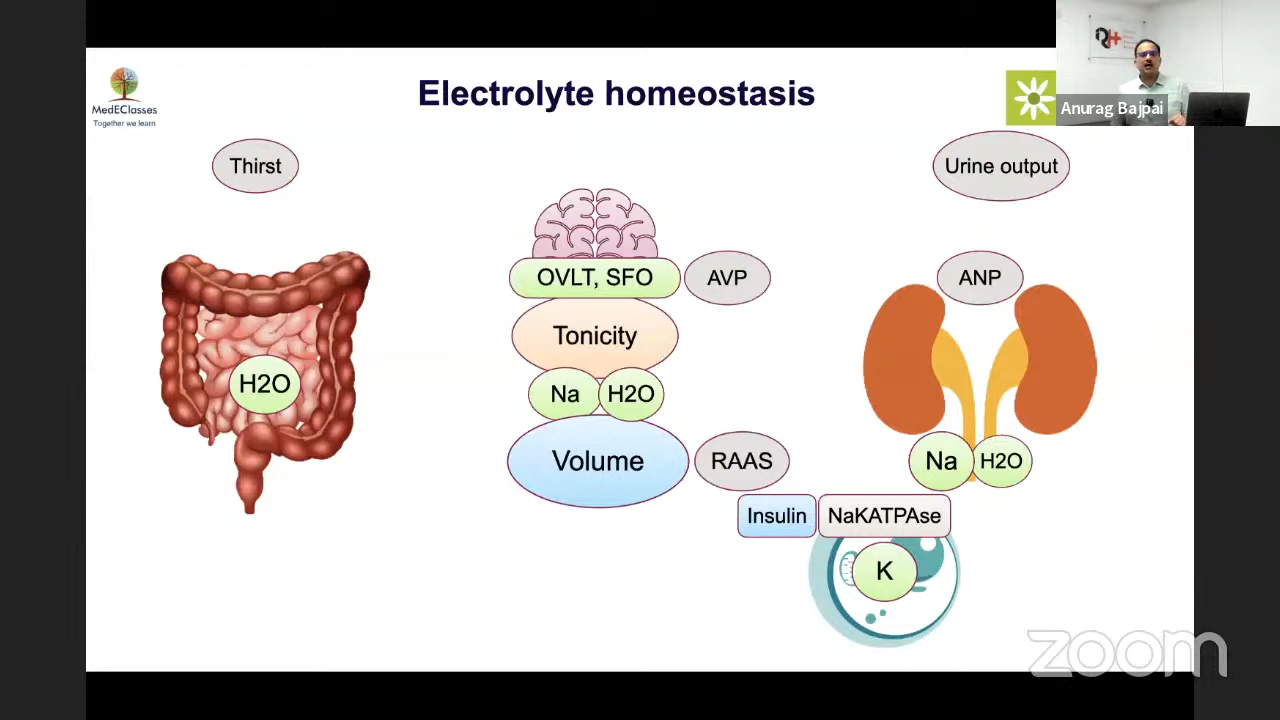 Electrolyte homeostasis
MedEClasses
Together we learn
Anurag Bajpai
Thirst
Urine output
OVLT, SFO
AVP
ANP
Tonicity
H2O
Na
H2O
Volume
RAAS
Na
H2O
Insulin
NaKATPAse
K
zoom